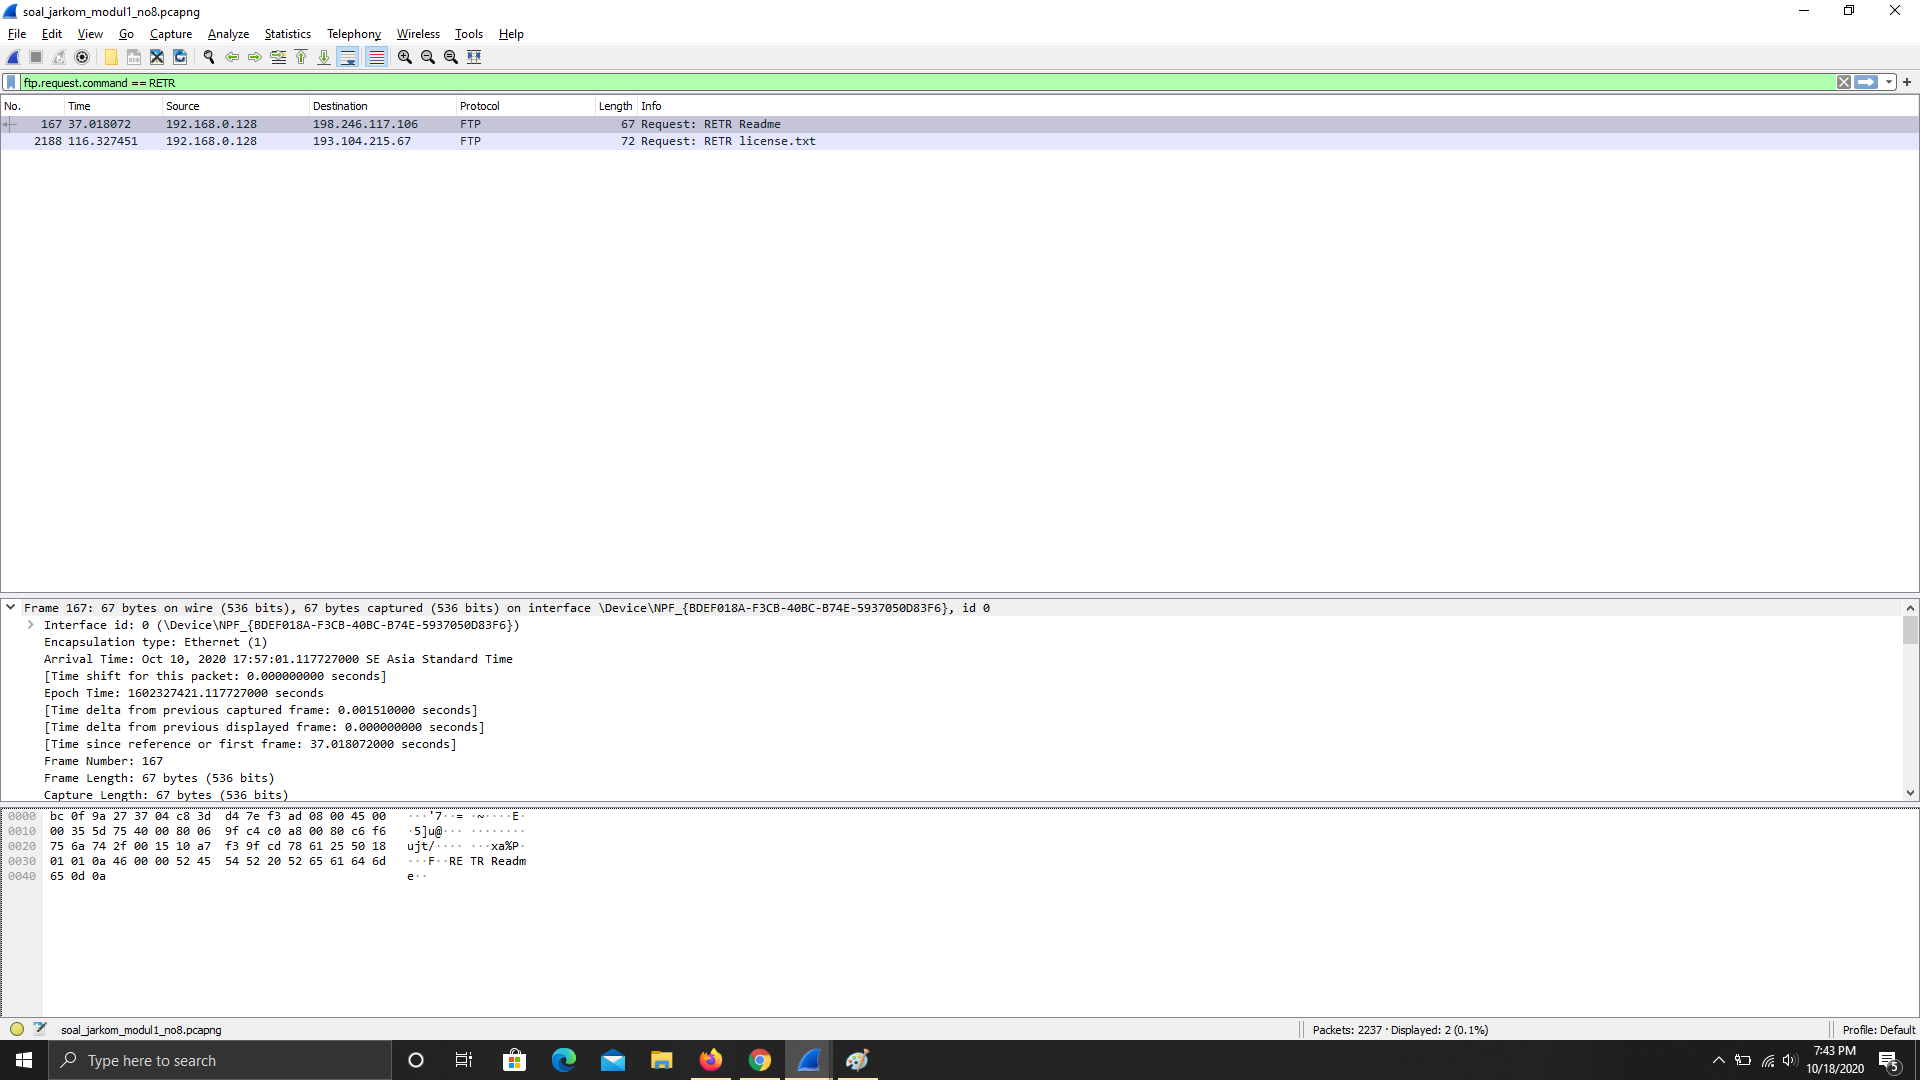 soal_jarkom_modul1_no8.pcapng
File Edit View Go Capture Analyze Statistics Telephony Wireless Tools Help
ftp.request.command == RETR
No. Time Source Destination Protocol Length Info
167 37.018072 192.168.0.128 198.246.117.106 FTP 67 Request: RETR Readme
2188 116.327451 192.168.0.128 193.104.215.67 FTP 72 Request: RETR license.txt
Frame 167: 67 bytes on wire (536 bits), 67 bytes captured (536 bits) on interface \Device\NPF_{BDEF018A-F3CB-40BC-B74E-5937050D83F6}, id 0
Interface id: 0 (\Device\NPF_{BDEF018A-F3CB-40BC-B74E-5937050D83F6})
Encapsulation type: Ethernet (1)
Arrival Time: Oct 10, 2020 17:57:01.117727000 SE Asia Standard Time
[Time shift for this packet: 0.000000000 seconds]
Epoch Time: 1602327421.117727000 seconds
[Time delta from previous captured frame: 0.001510000 seconds]
[Time delta from previous displayed frame: 0.000000000 seconds]
[Time since reference or first frame: 37.018072000 seconds]
Frame Number: 167
Frame Length: 67 bytes (536 bits)
Capture Length: 67 bytes (536 bits)
0000 bc 0f 9a 27 37 04 c8 3d d4 7e f3 ad 08 00 45 00 ···'7··= ·~····E·
0010 00 35 5d 75 40 00 80 06 9f c4 c0 a8 00 80 c6 f6 ·5]u@··· ········
0020 75 6a 74 2f 00 15 10 a7 f3 9f cd 78 61 25 50 18 ujt/···· ···xa%P·
0030 01 01 0a 46 00 00 52 45 54 52 20 52 65 61 64 6d ···F··RE TR Readm
0040 65 0d 0a e··
soal_jarkom_modul1_no8.pcapng
Packets: 2237 · Displayed: 2 (0.1%)
Profile: Default
Type here to search
7:43 PM
10/18/2020
5